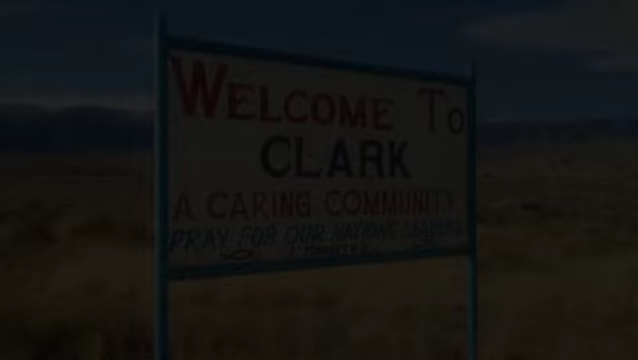 WELCOME TO
CLARK
A CARING COMMUNITY
PRAY FOR OUR NATIONS LEADERS